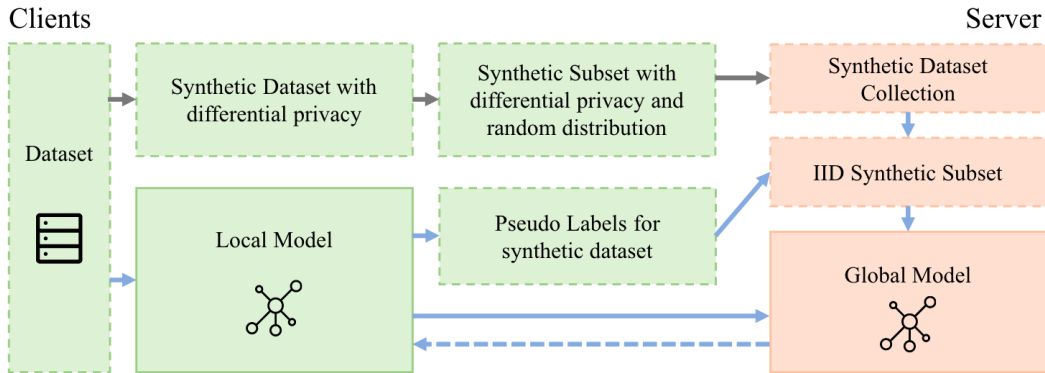 Clients
Server
Dataset
Synthetic Dataset with
differential privacy
Synthetic Subset with
differential privacy and
random distribution
Synthetic Dataset
Collection
IID Synthetic Subset
Local Model
Pseudo Labels for
synthetic dataset
Global Model